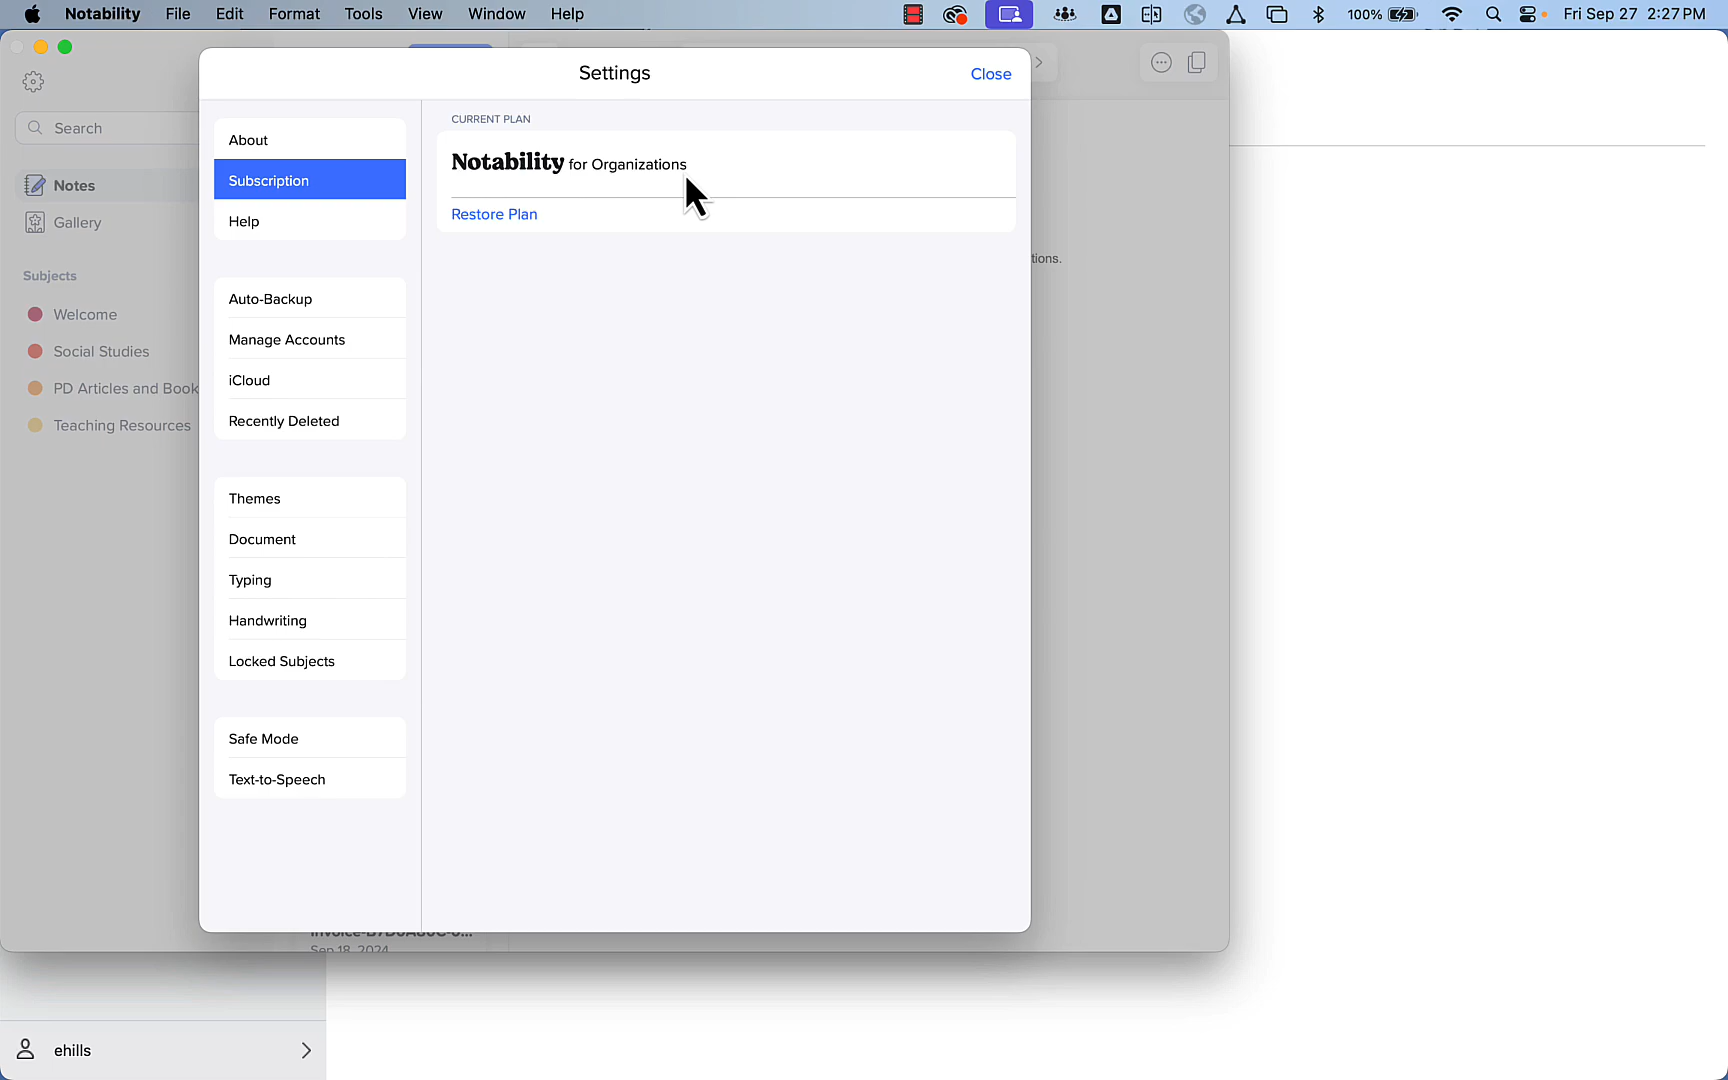 Notability File Edit Format Tools View Window Help 100% Fri Sep 27 2:27 PM
Settings
Close
Search
Notes
Gallery
Subjects
Welcome
Social Studies
PD Articles and Book
Teaching Resources
About
Subscription
Help
Auto-Backup
Manage Accounts
iCloud
Recently Deleted
Themes
Document
Typing
Handwriting
Locked Subjects
Safe Mode
Text-to-Speech
CURRENT PLAN
Notability for Organizations
Restore Plan
tions.
Sep 18, 2024
ehills